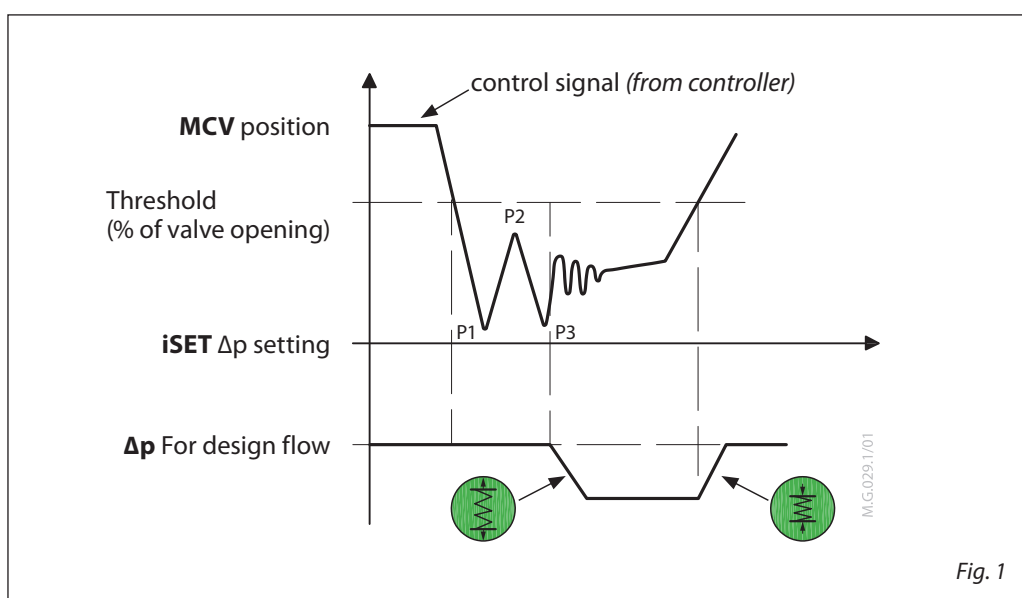 control signal (from controller)
MCV position
Threshold
(% of valve opening)
P2
P1
P3
iSET Δp setting
Δp For design flow
M.G.029.1/01
Fig. 1